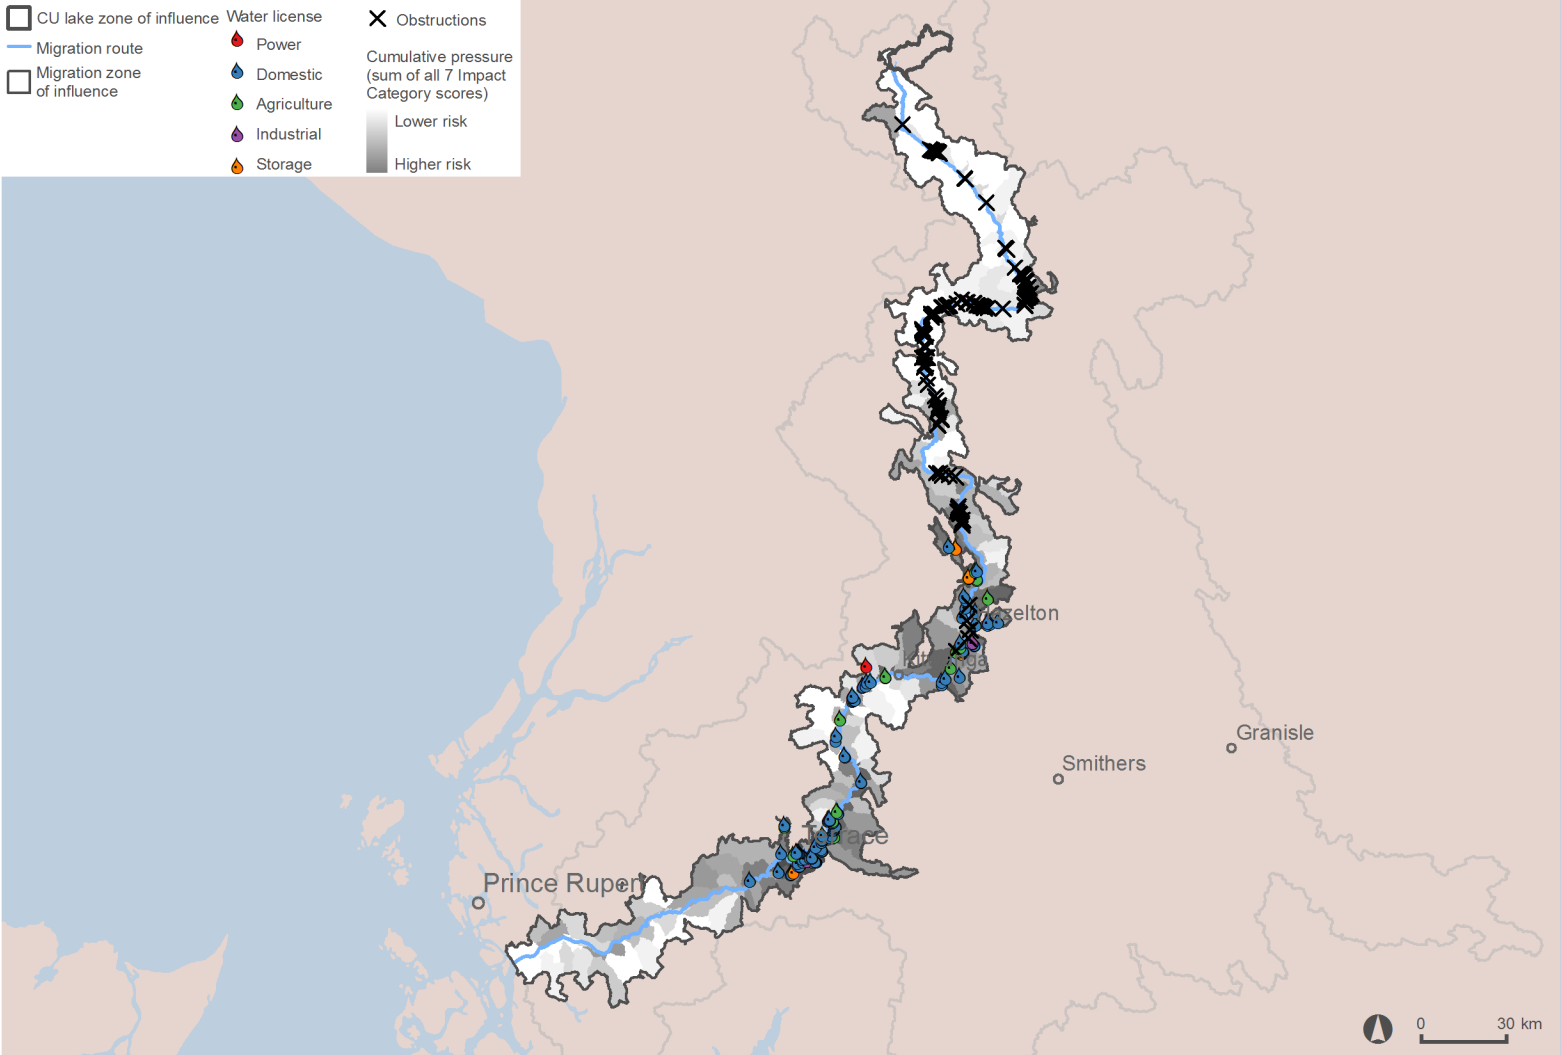 CU lake zone of influence
Migration route
Migration zone
of influence
Water license
Power
Domestic
Agriculture
Industrial
Storage
Obstructions
Cumulative pressure
(sum of all 7 Impact
Category scores)
Lower risk
Higher risk
Hazelton
Granisle
Smithers
Terrace
Prince Rupert
0 30 km